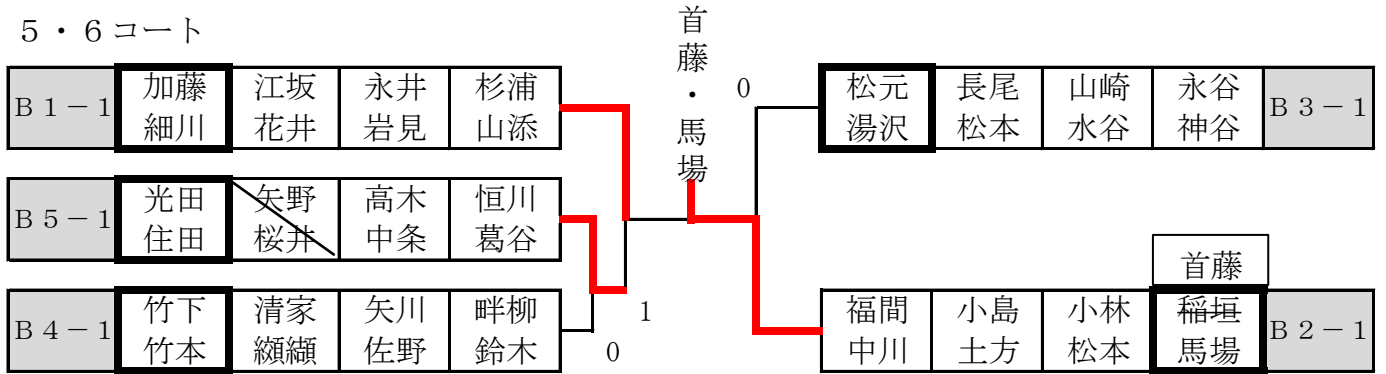 ５・６コート
首藤・馬場
Ｂ１－１ 加藤 江坂 永井 杉浦
細川 花井 岩見 山添
0
松元 長尾 山崎 永谷 Ｂ３－１
湯沢 松本 水谷 神谷
Ｂ５－１ 光田 矢野 高木 恒川
住田 桜井 中条 葛谷
首藤
Ｂ４－１ 竹下 清家 矢川 畔柳
竹本 纐纈 佐野 鈴木
1
0
福間 小島 小林 稲垣 Ｂ２－１
中川 土方 松本 馬場